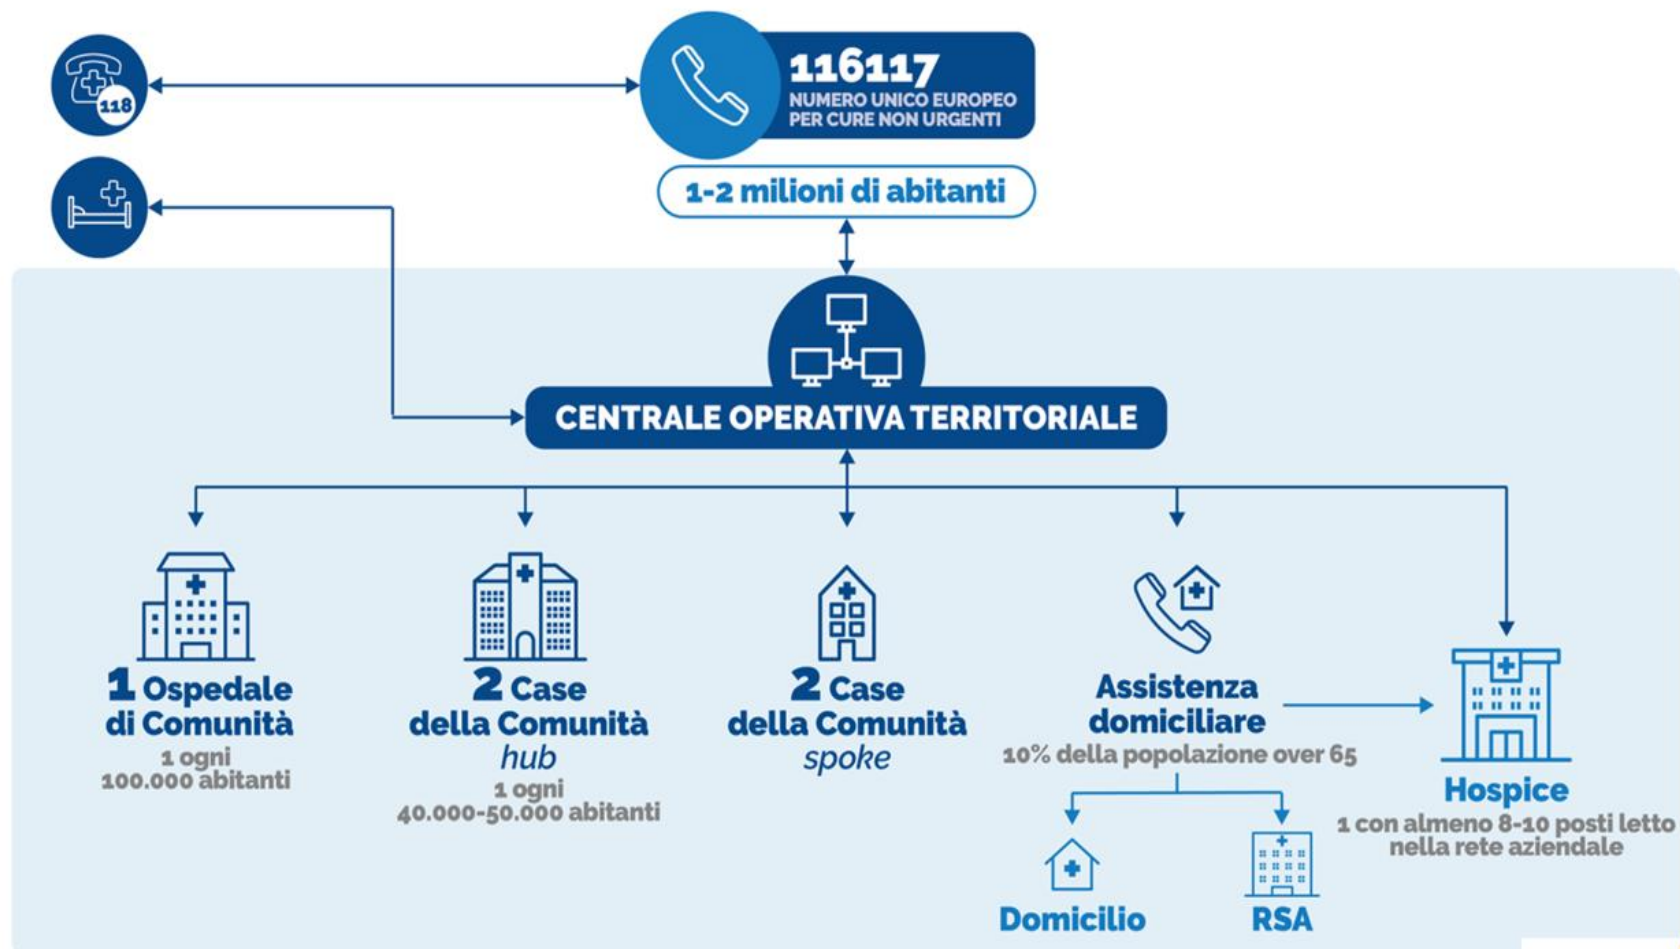 118
116117
NUMERO UNICO EUROPEO
PER CURE NON URGENTI
1-2 milioni di abitanti
CENTRALE OPERATIVA TERRITORIALE
1 Ospedale
di Comunità
1 ogni
100.000 abitanti
2 Case
della Comunità
hub
1 ogni
40.000-50.000 abitanti
2 Case
della Comunità
spoke
Assistenza
domiciliare
10% della popolazione over 65
Domicilio
RSA
Hospice
1 con almeno 8-10 posti letto
nella rete aziendale